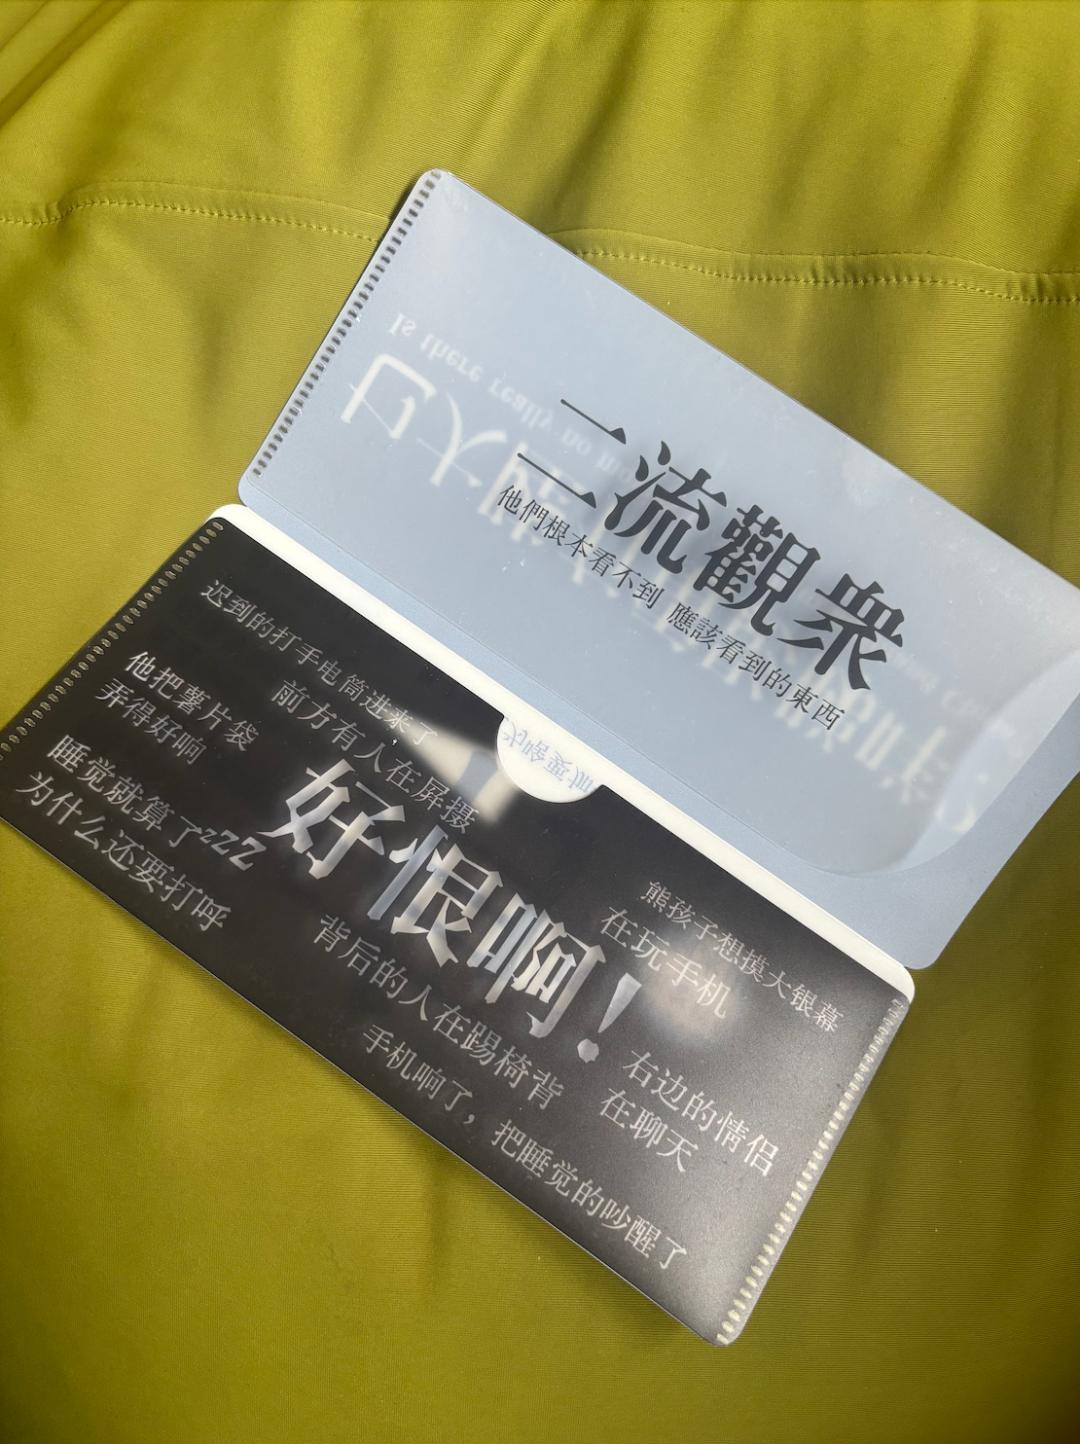 二流觀衆
他們根本看不到 應該看到的東西
Is there really no
迟到的打手电筒进来了
前方有人在屏摄
他把薯片袋
弄得好响
睡觉就算了zzZZ
为什么还要打呼
好恨啊!
熊孩子想摸大银幕
在玩手机
背后的人在踢椅背
右边的情侣
在聊天
手机响了，把睡觉的吵醒了